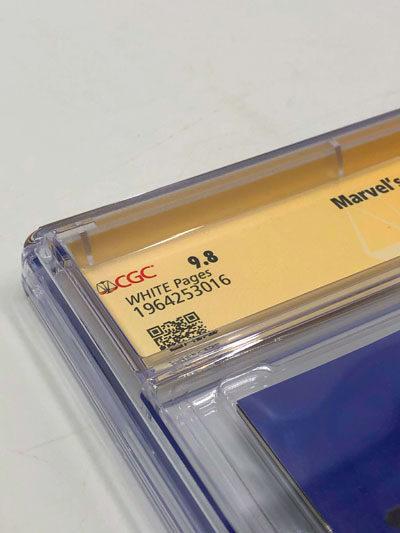 CGC 9.8
WHITE Pages
1964253016
Marvel's